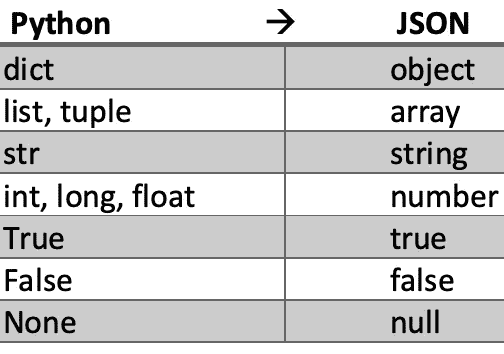 Python → JSON
dict object
list, tuple array
str string
int, long, float number
True true
False false
None null